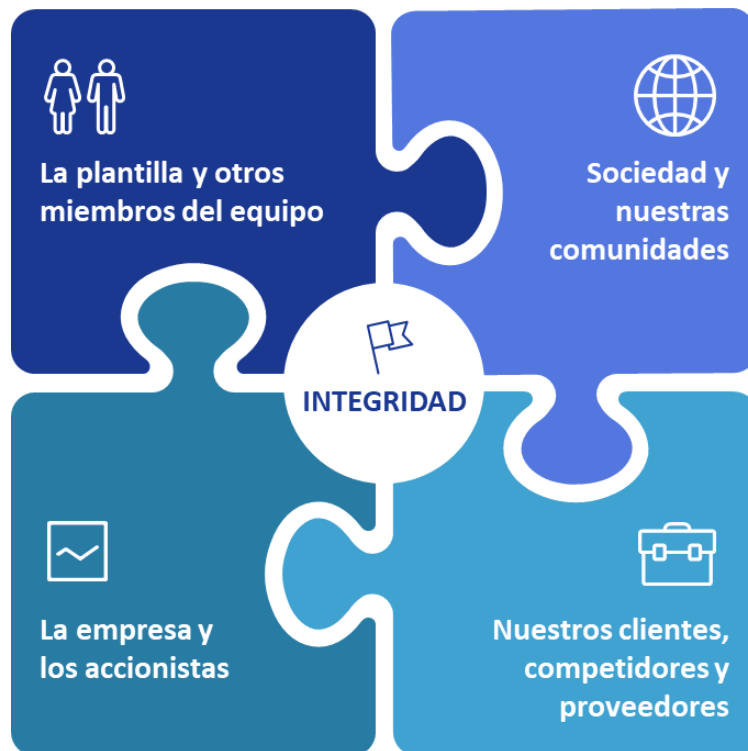 La plantilla y otros
miembros del equipo
Sociedad y
nuestras
comunidades
INTEGRIDAD
La empresa y
los accionistas
Nuestros clientes,
competidores y
proveedores